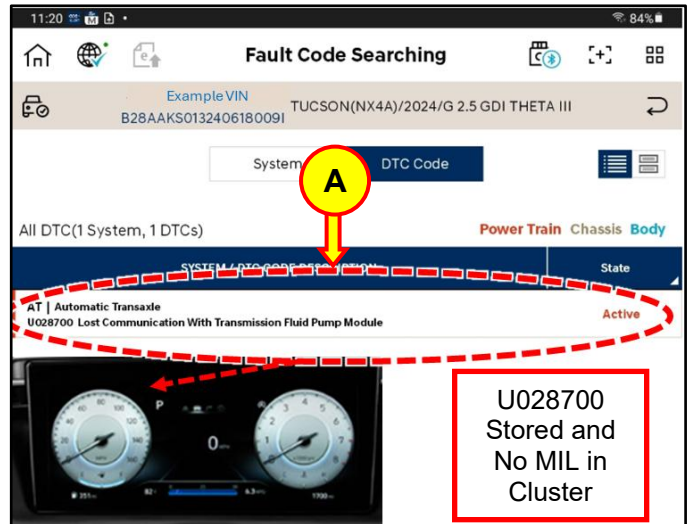 11:20
84%
Fault Code Searching
Example VIN
B28AAKS013240618009I
TUCSON(NX4A)/2024/G 2.5 GDI THETA III
System
DTC Code
A
All DTC(1 System, 1 DTCs)
Power Train Chassis Body
SYSTEM / DTC CODE DESCRIPTION
State
AT | Automatic Transaxle
U028700 Lost Communication With Transmission Fluid Pump Module
Active
P
0
U028700
Stored and
No MIL in
Cluster